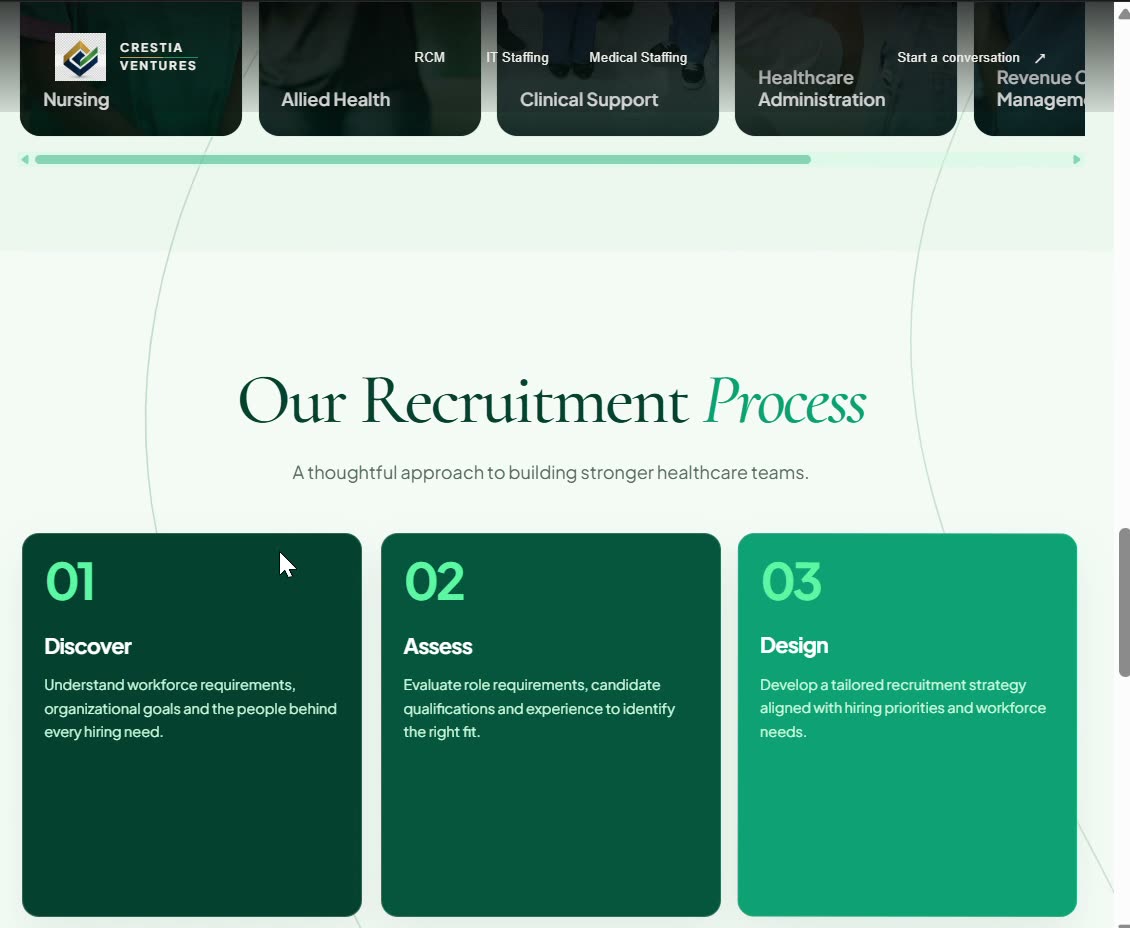 CRESTIA
VENTURES
RCM
IT Staffing
Medical Staffing
Start a conversation ↗
Nursing
Allied Health
Clinical Support
Healthcare
Administration
Revenue
Our Recruitment Process
A thoughtful approach to building stronger healthcare teams.
01
Discover
Understand workforce requirements,
organizational goals and the people behind
every hiring need.
02
Assess
Evaluate role requirements, candidate
qualifications and experience to identify
the right fit.
03
Design
Develop a tailored recruitment strategy
aligned with hiring priorities and workforce
needs.